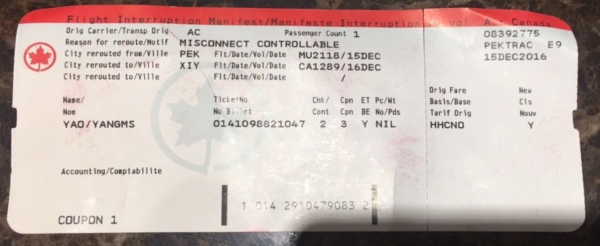 Flight Interruption Manifest/Manifeste Interruption de vol Air Canada
Orig Carrier/Transp Orig AC Passenger Count 1 08392775
Reason for reroute/Motif MISCONNECT CONTROLLABLE PEKTRAC E9
City rerouted from/Ville PEK Flt/Date/Vol/Date MU2118/15DEC 15DEC2016
City rerouted to/Ville XIY Flt/Date/Vol/Date CA1289/16DEC
City rerouted to/Ville Flt/Date/Vol/Date /
Orig Fare New
Name/ TicketNo Chk/ Cpn ET Pc/Wt Basis/Base Cls
Nom No Billet Cont Cpn BE No/Pds Tarif Orig Nouv
YAO/YANGMS 0141098821047 2 3 Y NIL HHCNO Y
Accounting/Comptabilite
1 014 2910479083 2
COUPON 1